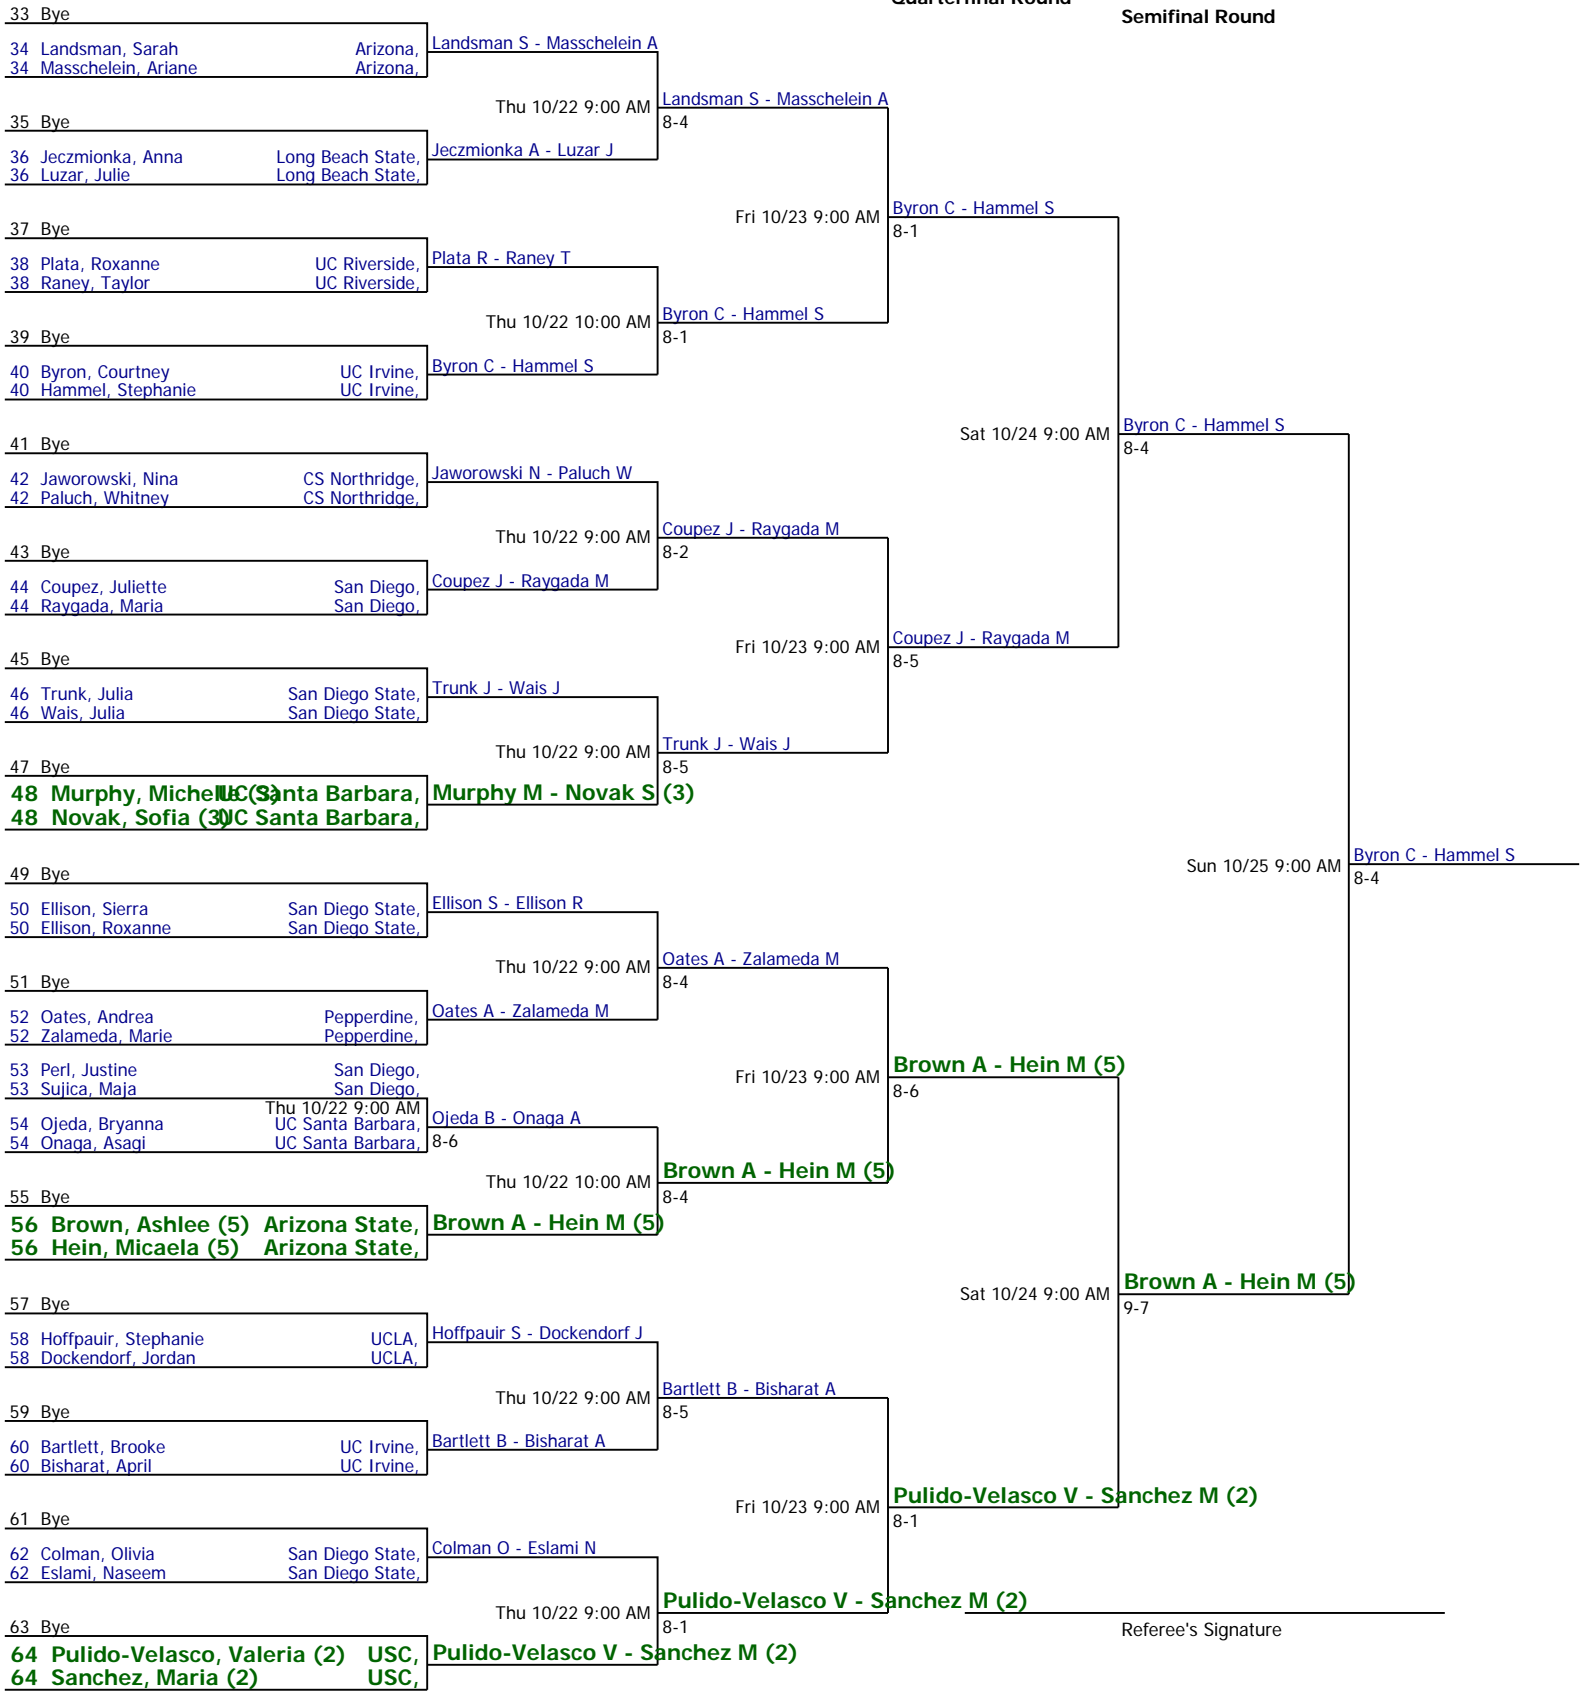 Quarterfinal Round
Semifinal Round
33 Bye
34 Landsman, Sarah Arizona,
34 Masschelein, Ariane Arizona,
Landsman S - Masschelein A
Thu 10/22 9:00 AM
Landsman S - Masschelein A
8-4
35 Bye
36 Jeczmionka, Anna Long Beach State,
36 Luzar, Julie Long Beach State,
Jeczmionka A - Luzar J
Fri 10/23 9:00 AM
Byron C - Hammel S
8-1
37 Bye
38 Plata, Roxanne UC Riverside,
38 Raney, Taylor UC Riverside,
Plata R - Raney T
Thu 10/22 10:00 AM
Byron C - Hammel S
8-1
39 Bye
40 Byron, Courtney UC Irvine,
40 Hammel, Stephanie UC Irvine,
Byron C - Hammel S
Sat 10/24 9:00 AM
Byron C - Hammel S
8-4
41 Bye
42 Jaworowski, Nina CS Northridge,
42 Paluch, Whitney CS Northridge,
Jaworowski N - Paluch W
Thu 10/22 9:00 AM
Coupez J - Raygada M
8-2
43 Bye
44 Coupez, Juliette San Diego,
44 Raygada, Maria San Diego,
Coupez J - Raygada M
Fri 10/23 9:00 AM
Coupez J - Raygada M
8-5
45 Bye
46 Trunk, Julia San Diego State,
46 Wais, Julia San Diego State,
Trunk J - Wais J
Thu 10/22 9:00 AM
Trunk J - Wais J
8-5
47 Bye
48 Murphy, Michelle (3) UC Santa Barbara,
48 Novak, Sofia (3) UC Santa Barbara,
Murphy M - Novak S (3)
Sun 10/25 9:00 AM
Byron C - Hammel S
8-4
49 Bye
50 Ellison, Sierra San Diego State,
50 Ellison, Roxanne San Diego State,
Ellison S - Ellison R
Thu 10/22 9:00 AM
Oates A - Zalameda M
8-4
51 Bye
52 Oates, Andrea Pepperdine,
52 Zalameda, Marie Pepperdine,
Oates A - Zalameda M
53 Perl, Justine San Diego,
53 Sujica, Maja San Diego,
Fri 10/23 9:00 AM
Brown A - Hein M (5)
8-6
Thu 10/22 9:00 AM
54 Ojeda, Bryanna UC Santa Barbara,
54 Onaga, Asagi UC Santa Barbara,
Ojeda B - Onaga A
8-6
Thu 10/22 10:00 AM
Brown A - Hein M (5)
8-4
55 Bye
56 Brown, Ashlee (5) Arizona State,
56 Hein, Micaela (5) Arizona State,
Brown A - Hein M (5)
Sat 10/24 9:00 AM
Brown A - Hein M (5)
9-7
57 Bye
58 Hoffpauir, Stephanie UCLA,
58 Dockendorf, Jordan UCLA,
Hoffpauir S - Dockendorf J
Thu 10/22 9:00 AM
Bartlett B - Bisharat A
8-5
59 Bye
60 Bartlett, Brooke UC Irvine,
60 Bisharat, April UC Irvine,
Bartlett B - Bisharat A
Fri 10/23 9:00 AM
Pulido-Velasco V - Sanchez M (2)
8-1
61 Bye
62 Colman, Olivia San Diego State,
62 Eslami, Naseem San Diego State,
Colman O - Eslami N
Thu 10/22 9:00 AM
Pulido-Velasco V - Sanchez M (2)
8-1
63 Bye
64 Pulido-Velasco, Valeria (2) USC,
64 Sanchez, Maria (2) USC,
Pulido-Velasco V - Sanchez M (2)
Referee's Signature